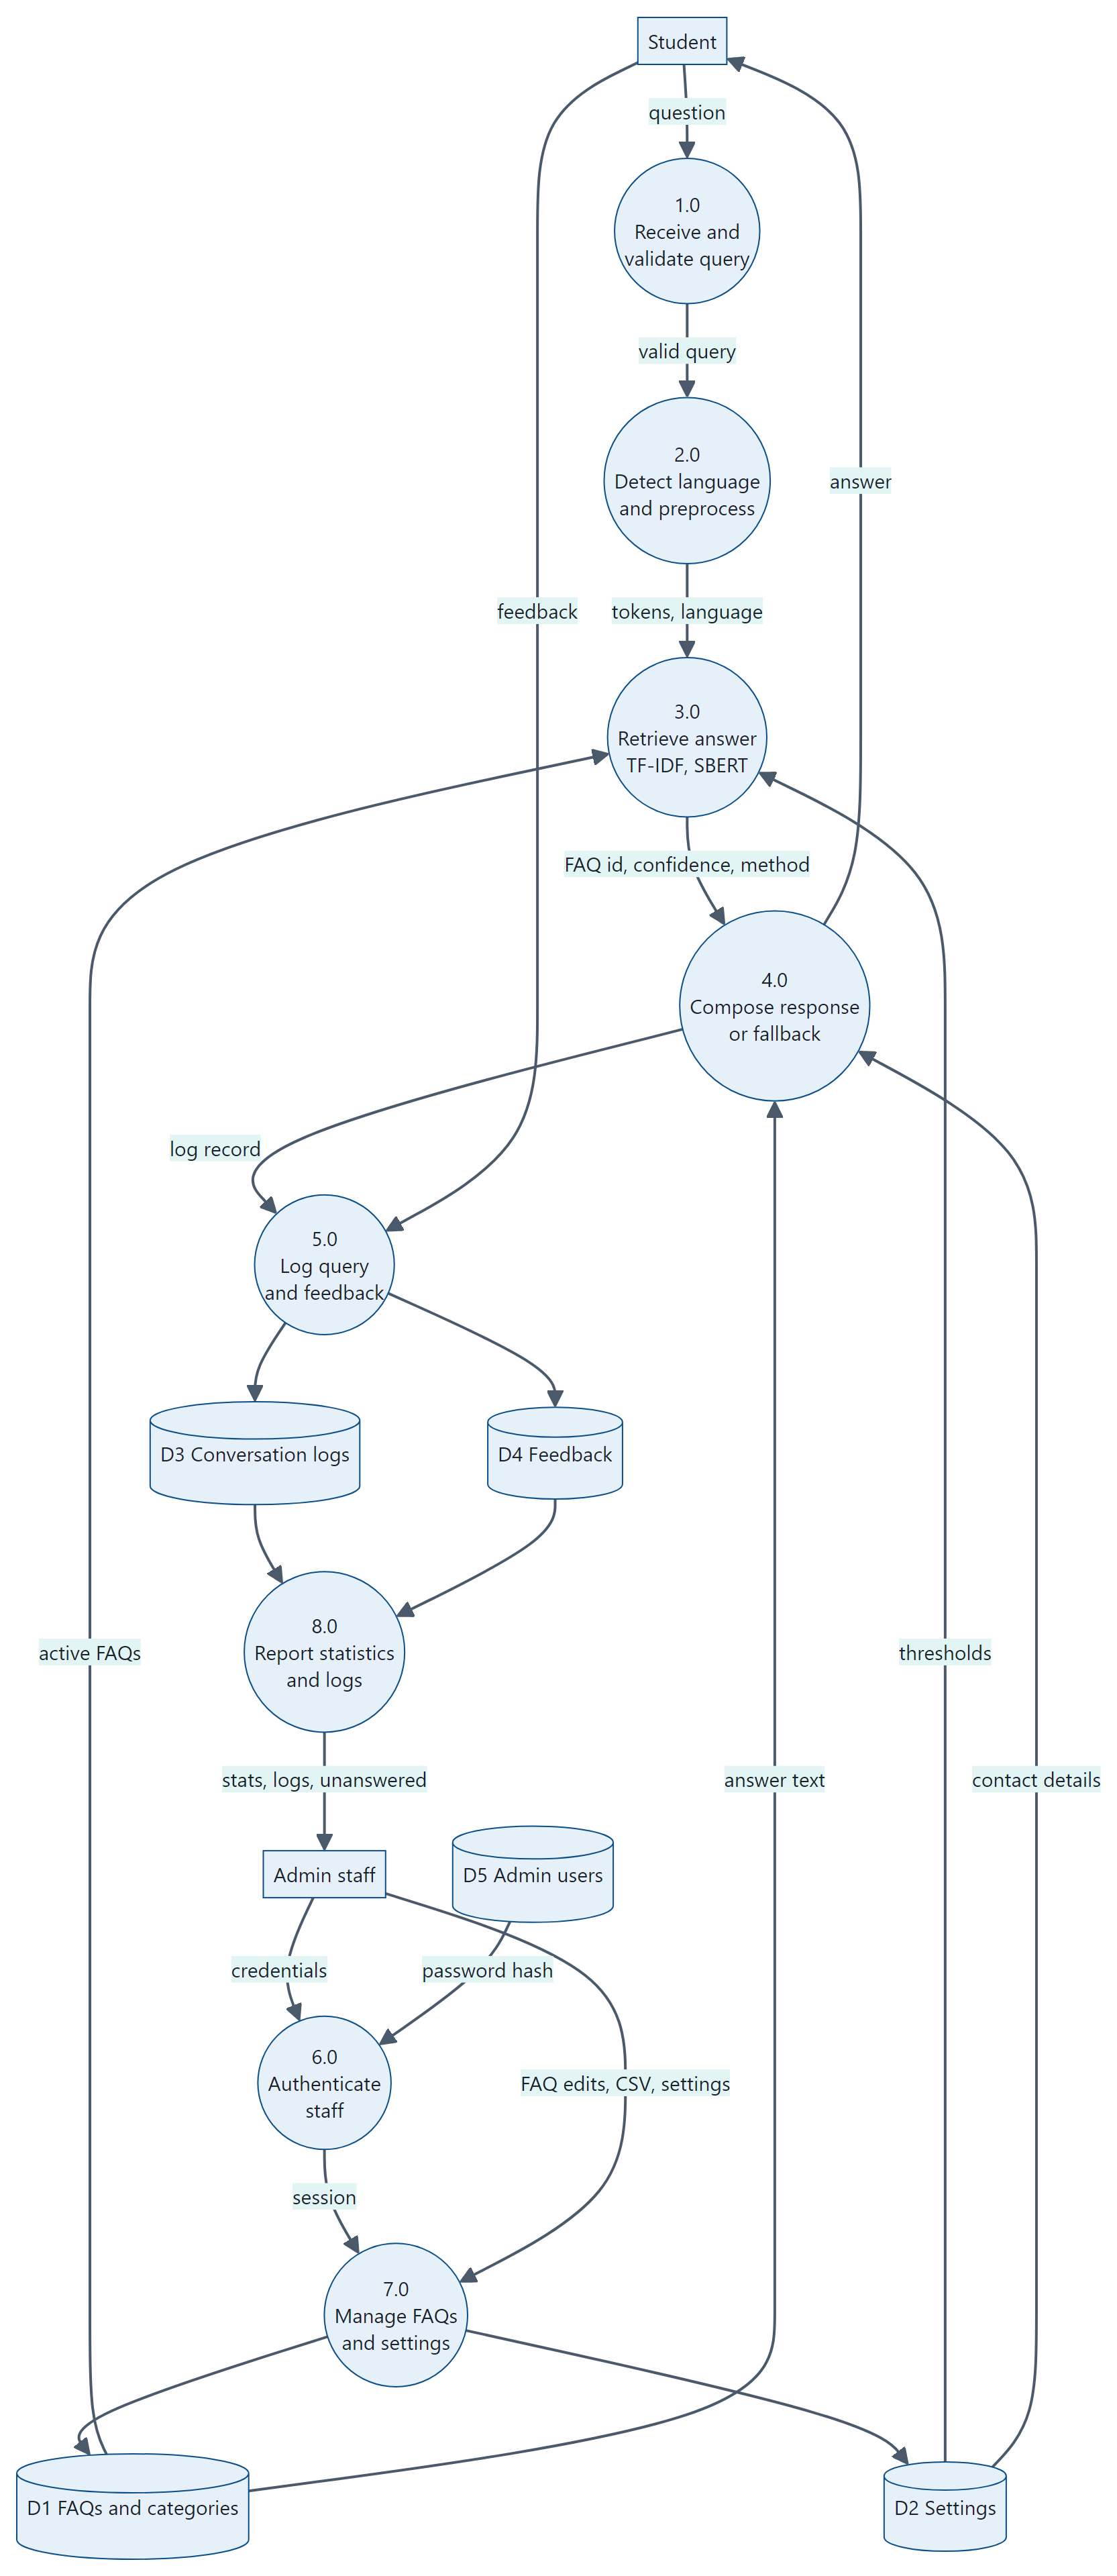 Student
question
1.0
Receive and
validate query
valid query
2.0
Detect language
and preprocess
answer
feedback
tokens, language
3.0
Retrieve answer
TF-IDF, SBERT
FAQ id, confidence, method
4.0
Compose response
or fallback
log record
5.0
Log query
and feedback
D3 Conversation logs
D4 Feedback
8.0
Report statistics
and logs
active FAQs
thresholds
stats, logs, unanswered
answer text
contact details
Admin staff
D5 Admin users
credentials
password hash
6.0
Authenticate
staff
FAQ edits, CSV, settings
session
7.0
Manage FAQs
and settings
D1 FAQs and categories
D2 Settings